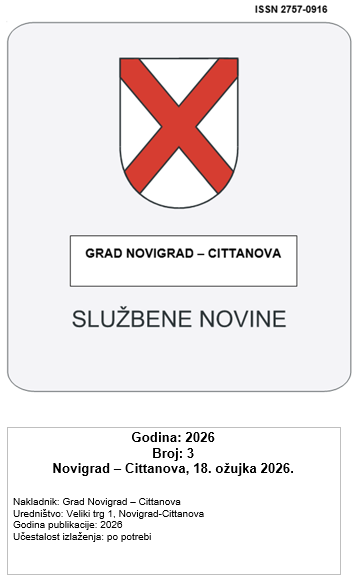 ISSN 2757-0916
GRAD NOVIGRAD – CITTANOVA
SLUŽBENE NOVINE
Godina: 2026
Broj: 3
Novigrad – Cittanova, 18. ožujka 2026.
Nakladnik: Grad Novigrad – Cittanova
Uredništvo: Veliki trg 1, Novigrad-Cittanova
Godina publikacije: 2026
Učestalost izlaženja: po potrebi